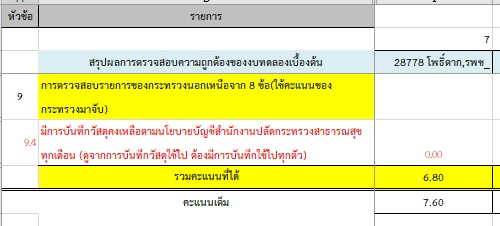 หัวข้อ รายการ
7
สรุปผลการตรวจสอบความถูกต้องของงบทดลองเบื้องต้น 28778 โพธิ์ตาก,รพช_
การตรวจสอบรายการของกระทรวงนอกเหนือจาก 8 ข้อ(ใช้คะแนนของ
9
กระทรวงมาจับ)
มีการบันทึกวัสดุคงเหลือตามนโยบายบัญชีสำนักงานปลัดกระทรวงสาธารณสุข
9.4
ทุกเดือน (ดูจากการบันทึกวัสดุใช้ไป ต้องมีการบันทึกใช้ไปทุกตัว) 0.00
รวมคะแนนที่ได้ 6.80
คะแนนเต็ม 7.60